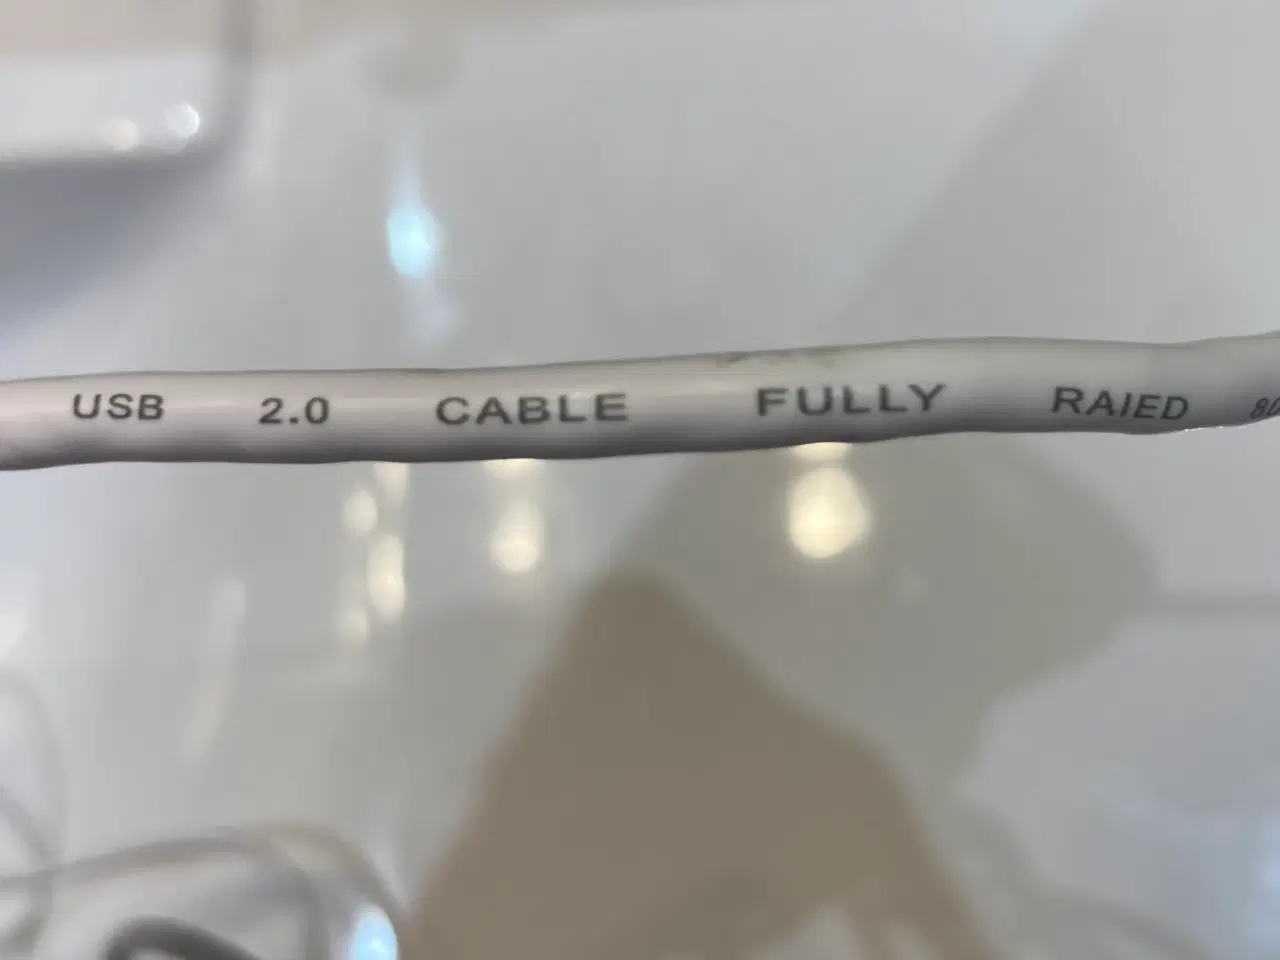 USB 2.0 CABLE FULLY RAIED